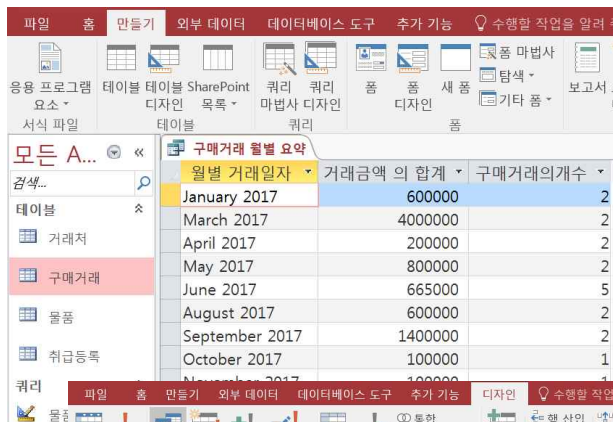 파일 홈 만들기 외부 데이터 데이터베이스 도구 추가 기능 수행할 작업을 알려
응용 프로그램 요소 테이블 테이블 디자인 SharePoint 목록 쿼리 마법사 쿼리 디자인 폼 폼 디자인 새 폼 폼 마법사 탐색 기타 폼 보고서
서식 파일 테이블 쿼리 폼
모든 A... «
구매거래 월별 요약
검색...
월별 거래일자 거래금액 의 합계 구매거래의개수
테이블
January 2017 600000 2
거래처
March 2017 4000000 2
April 2017 200000 2
구매거래
May 2017 800000 2
June 2017 665000 5
물품
August 2017 600000 2
September 2017 1400000 2
취급등록
October 2017 100000 1
쿼리
파일 홈 만들기 외부 데이터 데이터베이스 도구 추가 기능 디자인 수행할 작업
통합
행 삽입